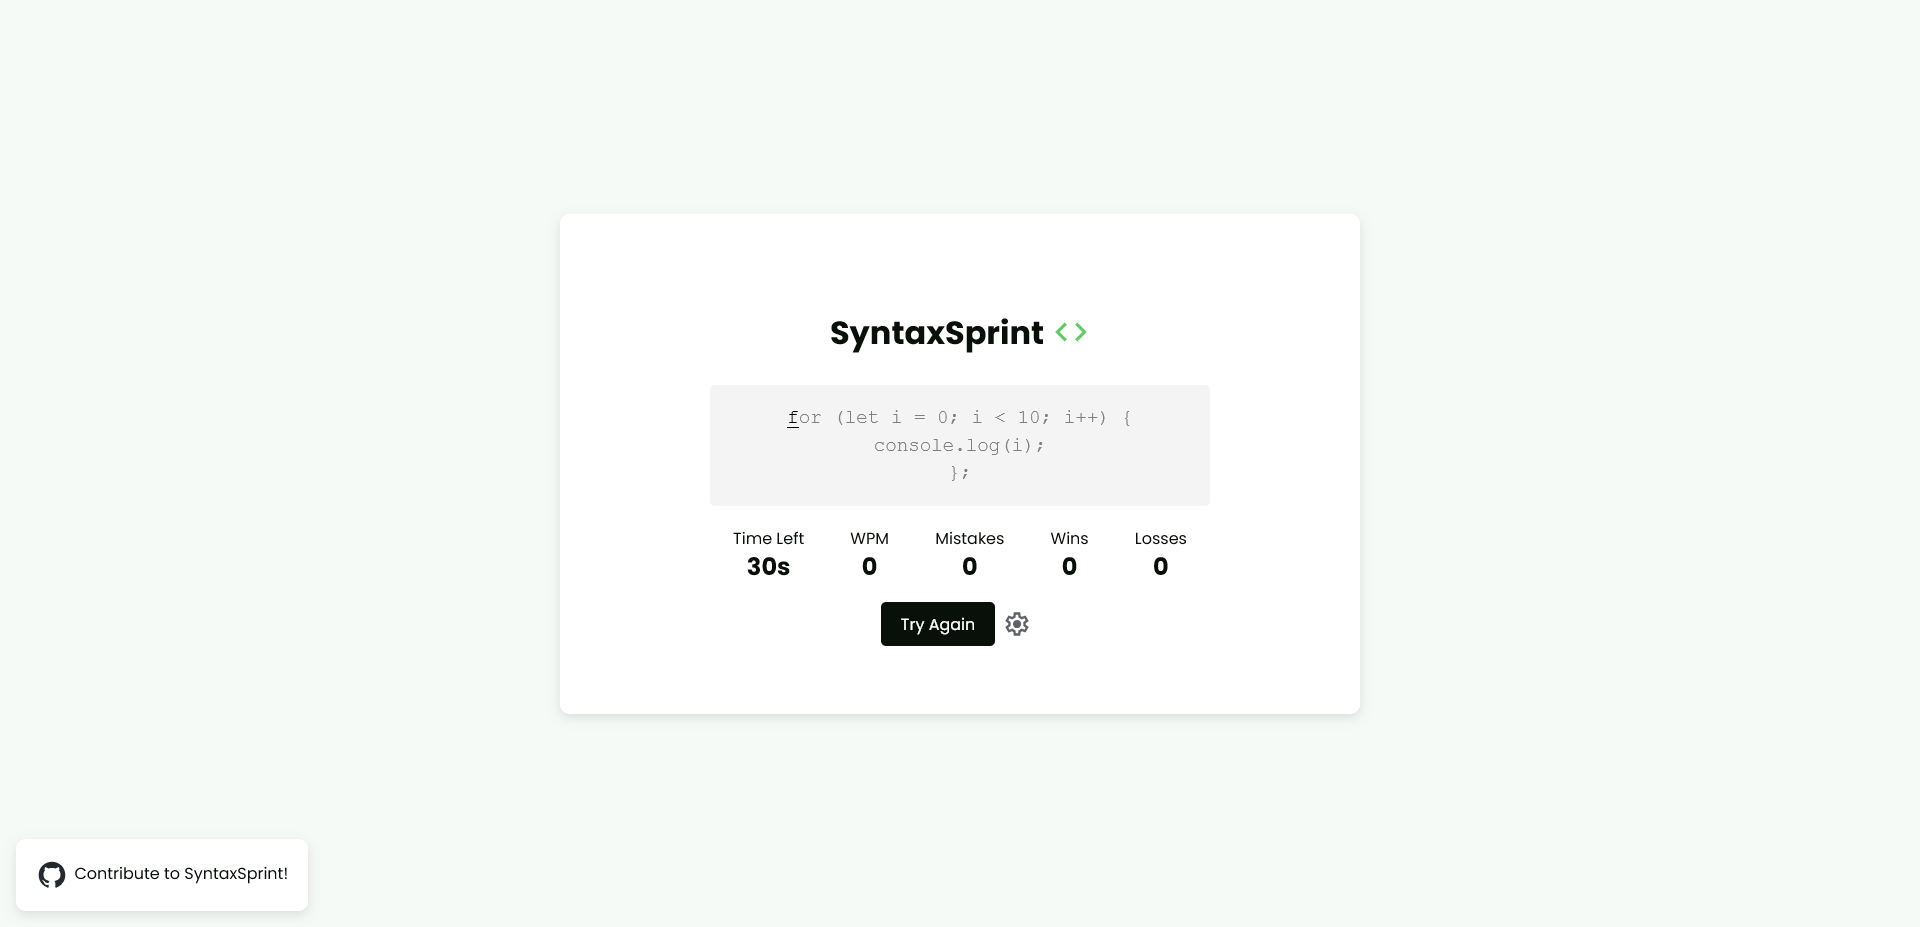 SyntaxSprint <>
for (let i = 0; i < 10; i++) {
console.log(i);
};
Time Left WPM Mistakes Wins Losses
30s 0 0 0 0
Try Again
Contribute to SyntaxSprint!